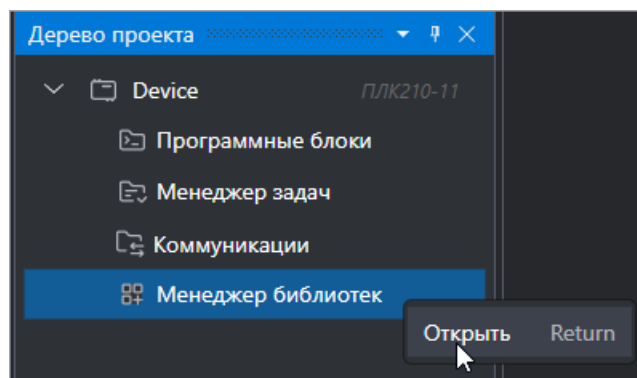 Дерево проекта
Device ПЛК210-11
Программные блоки
Менеджер задач
Коммуникации
Менеджер библиотек
Открыть Return